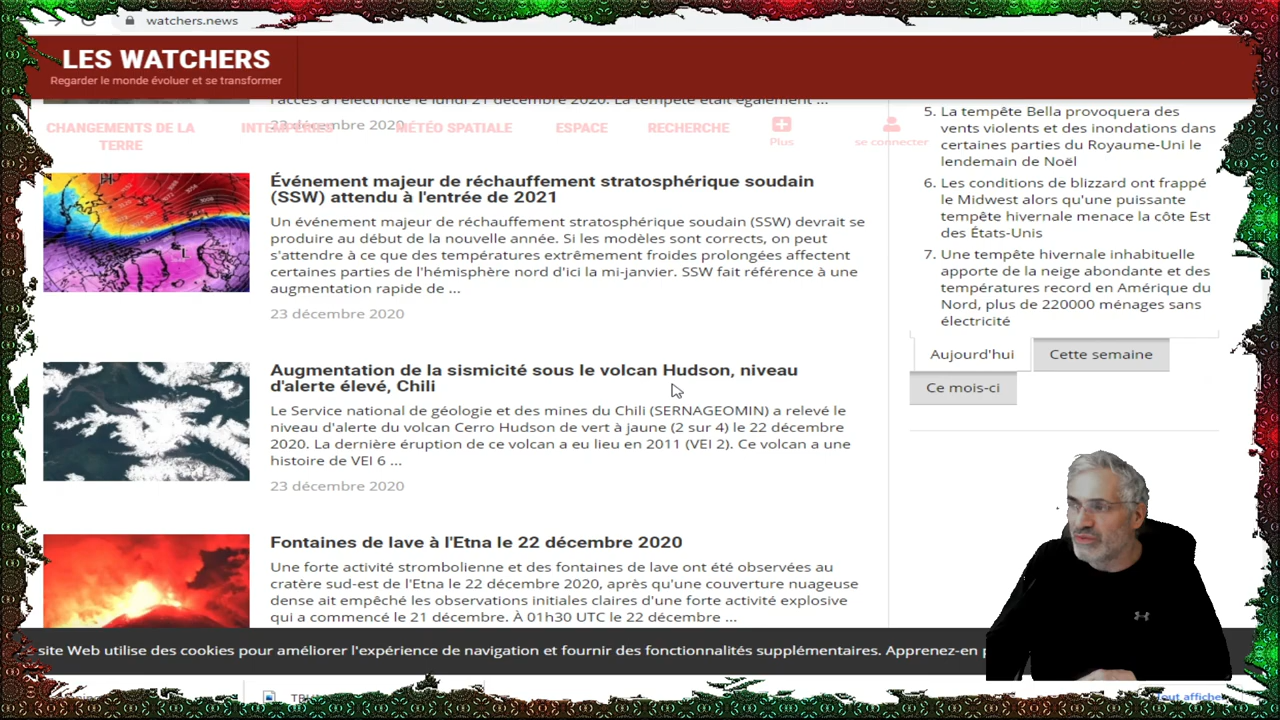 watchers.news
LES WATCHERS
Regarder le monde évoluer et se transformer
l'accès à l'électricité le lundi 21 décembre 2020. La tempête était également ...
23 décembre 2020
CHANGEMENTS DE LA
TERRE
MÉTÉO SPATIALE
ESPACE
RECHERCHE
Plus
se connecter
Événement majeur de réchauffement stratosphérique soudain
(SSW) attendu à l'entrée de 2021
Un événement majeur de réchauffement stratosphérique soudain (SSW) devrait se
produire au début de la nouvelle année. Si les modèles sont corrects, on peut
s'attendre à ce que des températures extrêmement froides prolongées affectent
certaines parties de l'hémisphère nord d'ici la mi-janvier. SSW fait référence à une
augmentation rapide de ...
23 décembre 2020
Augmentation de la sismicité sous le volcan Hudson, niveau
d'alerte élevé, Chili
Le Service national de géologie et des mines du Chili (SERNAGEOMIN) a relevé le
niveau d'alerte du volcan Cerro Hudson de vert à jaune (2 sur 4) le 22 décembre
2020. La dernière éruption de ce volcan a eu lieu en 2011 (VEI 2). Ce volcan a une
histoire de VEI 6 ...
23 décembre 2020
Fontaines de lave à l'Etna le 22 décembre 2020
Une forte activité strombolienne et des fontaines de lave ont été observées au
cratère sud-est de l'Etna le 22 décembre 2020, après qu'une couverture nuageuse
dense ait empêché les observations initiales claires d'une forte activité explosive
qui a commencé le 21 décembre. À 01h30 UTC le 22 décembre ...
5. La tempête Bella provoquera des
vents violents et des inondations dans
certaines parties du Royaume-Uni le
lendemain de Noël
6. Les conditions de blizzard ont frappé
le Midwest alors qu'une puissante
tempête hivernale menace la côte Est
des États-Unis
7. Une tempête hivernale inhabituelle
apporte de la neige abondante et des
températures record en Amérique du
Nord, plus de 220000 ménages sans
électricité
Aujourd'hui
Cette semaine
Ce mois-ci
site Web utilise des cookies pour améliorer l'expérience de navigation et fournir des fonctionnalités supplémentaires. Apprenez-en